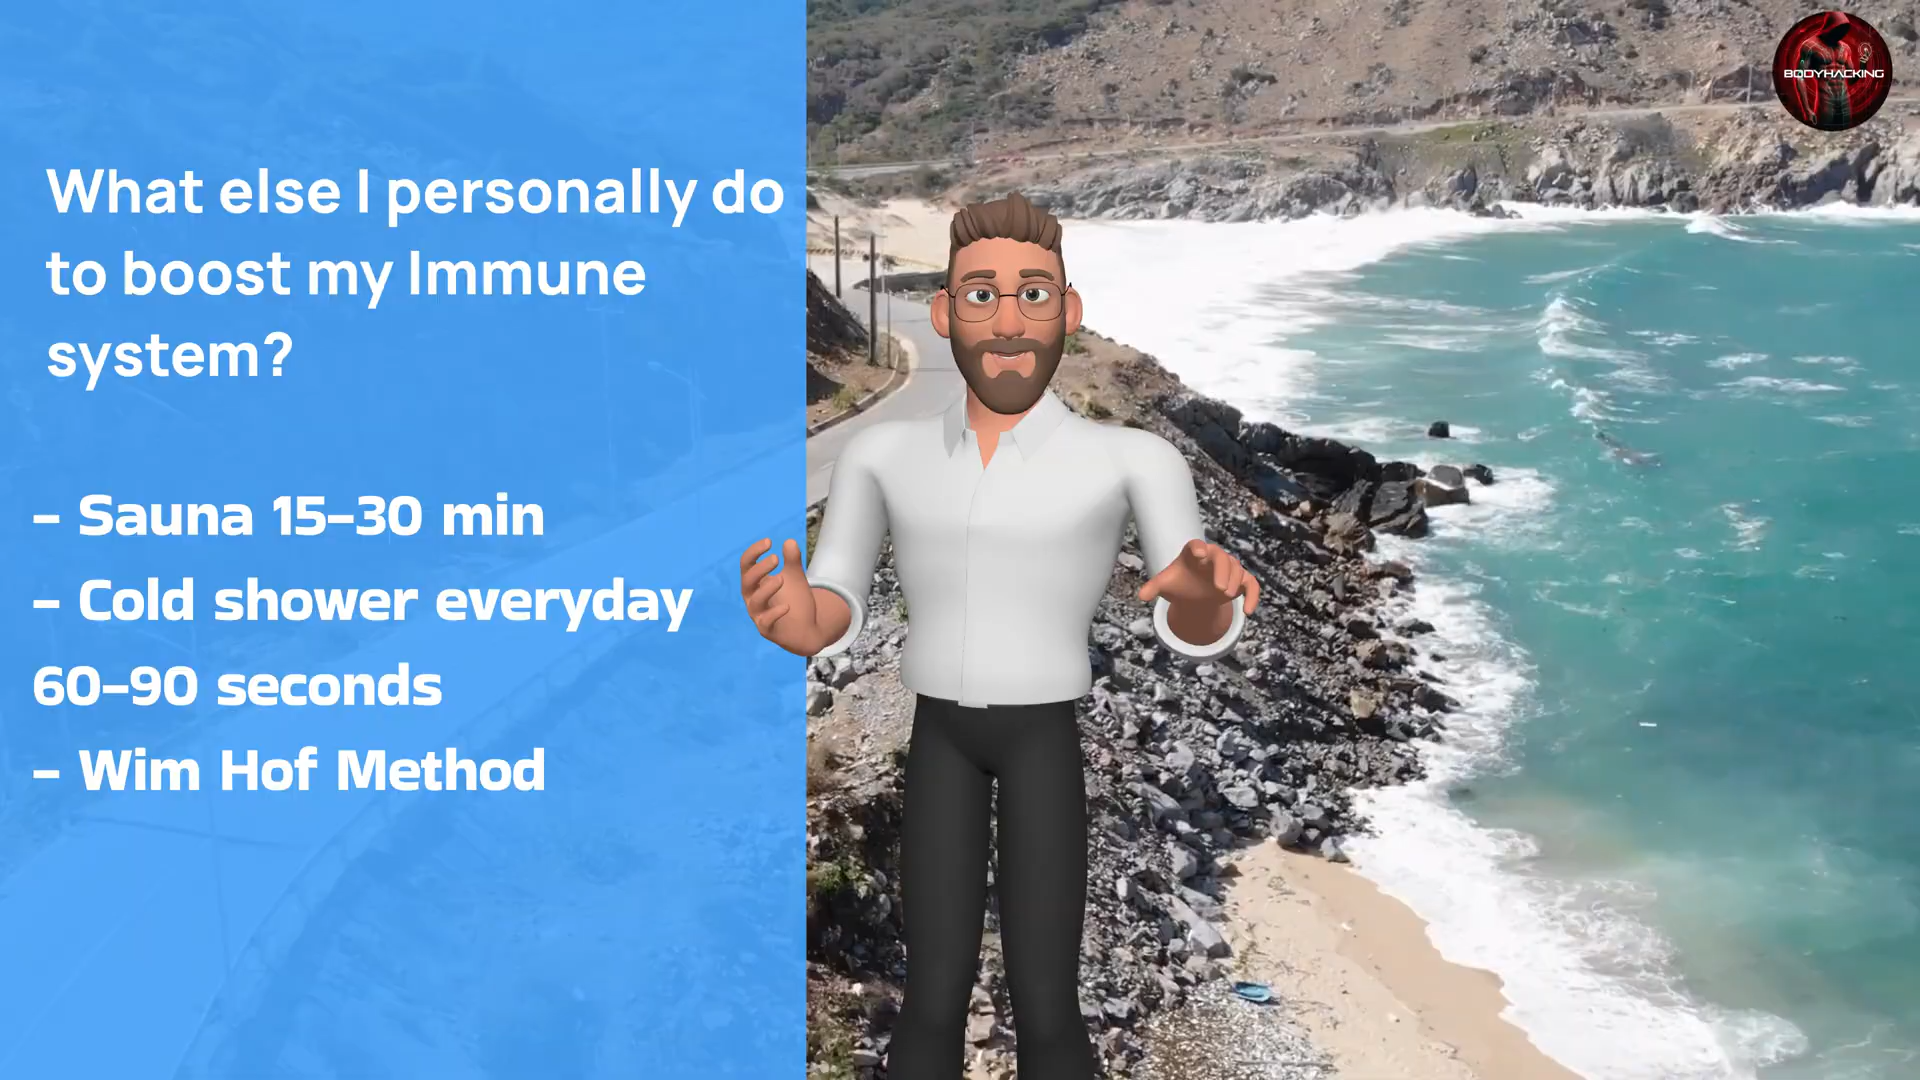 What else I personally do
to boost my Immune
system?
- Sauna 15-30 min
- Cold shower everyday
60-90 seconds
- Wim Hof Method
BODYHACKING